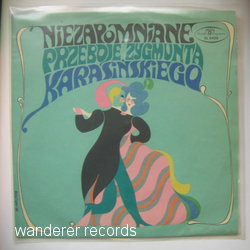 NIEZAPOMNIANE
PRZEBOJE ZYGMUNTA
KARASIŃSKIEGO
wanderer records